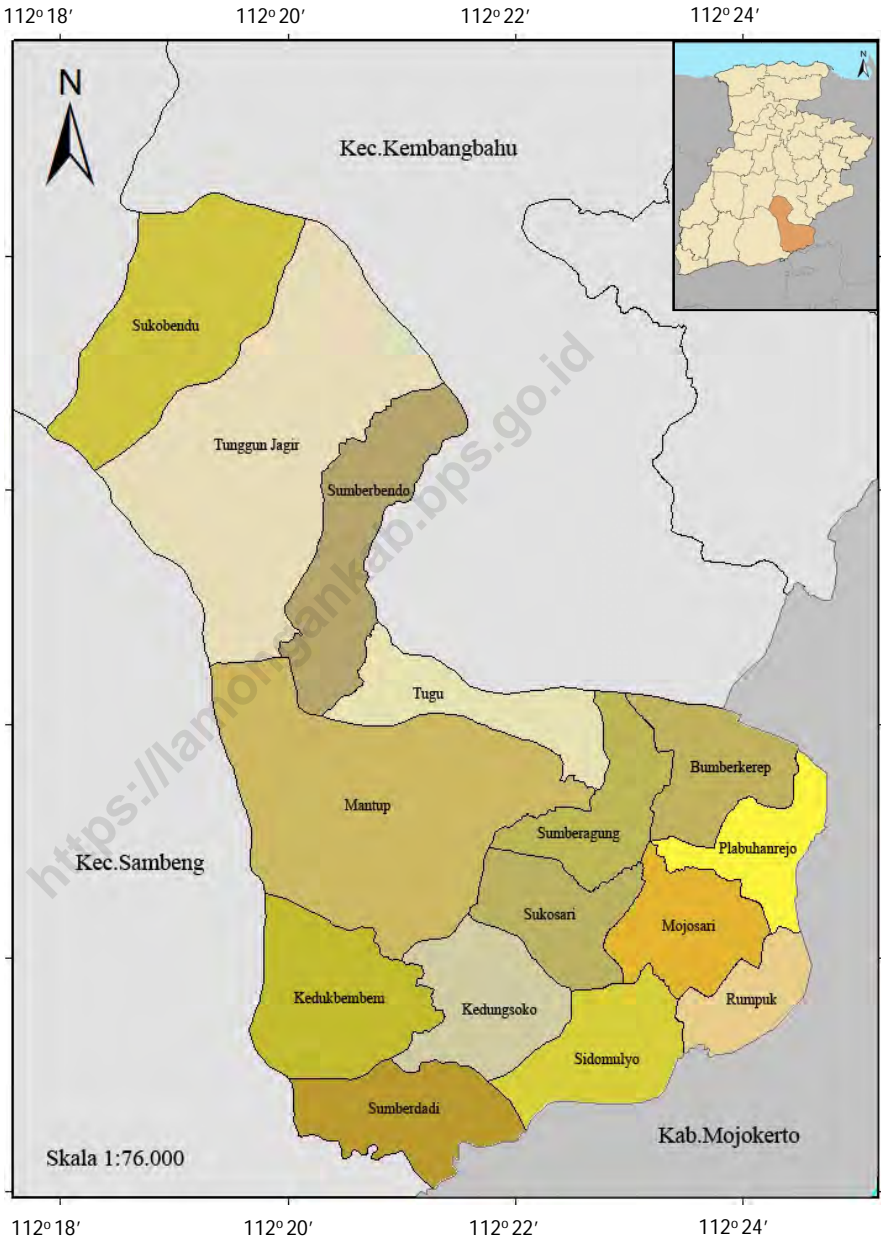 112° 18′ 112° 20′ 112° 22′ 112° 24′
N
N
Kec.Kembangbahu
Sukobendu
Tunggun Jagir
Sumberbendo
Tugu
Bumberkerep
Mantup
Sumberagung
Plabuhanrejo
Kec.Sambeng
Sukosari
Mojosari
Kedukbembem
Kedungsoko
Rumpuk
Sidomulyo
Sumberdadi
Kab.Mojokerto
Skala 1:76.000
112° 18′ 112° 20′ 112° 22′ 112° 24′
https://lamongankab.bps.go.id